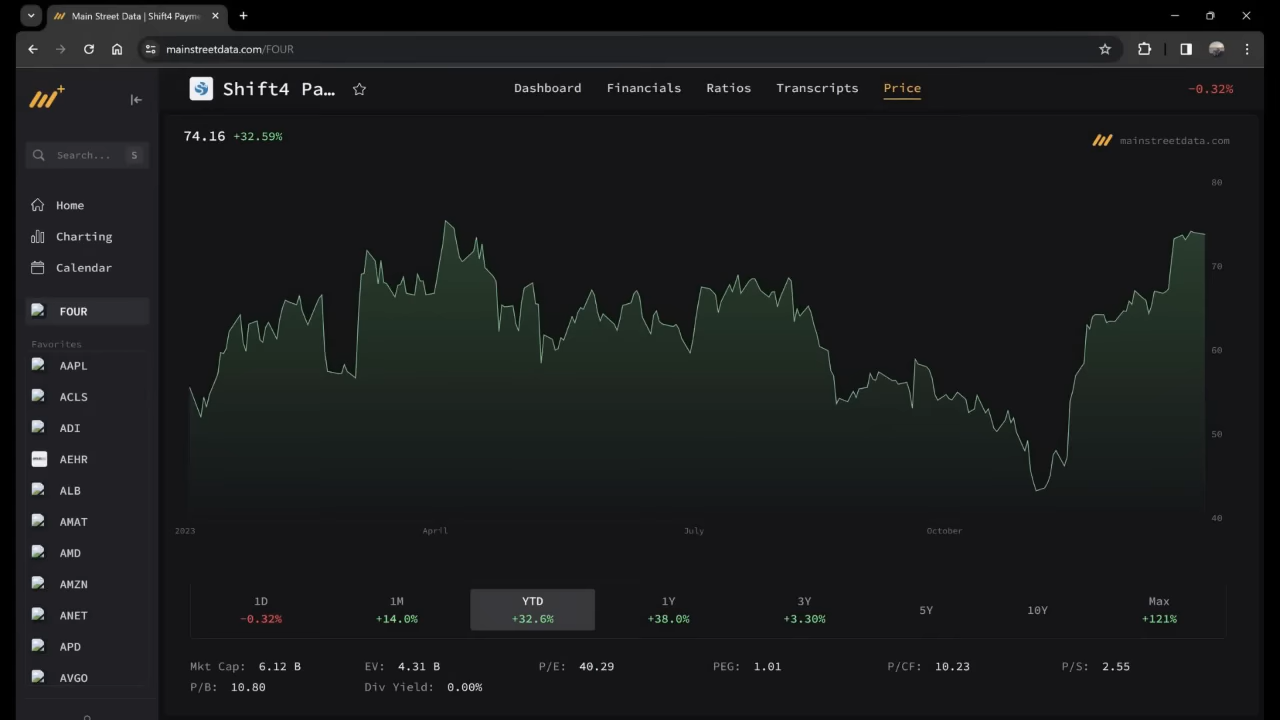 Main Street Data | Shift4 Payme
mainstreetdata.com/FOUR
Shift4 Pa…
Dashboard Financials Ratios Transcripts Price
-0.32%
Search... S
Home
Charting
Calendar
FOUR
Favorites
AAPL
ACLS
ADI
AEHR
ALB
AMAT
AMD
AMZN
ANET
APD
AVGO
74.16 +32.59%
mainstreetdata.com
80
70
60
50
40
2023 April July October
1D 1M YTD 1Y 3Y 5Y 10Y Max
-0.32% +14.0% +32.6% +38.0% +3.30% +121%
Mkt Cap: 6.12 B EV: 4.31 B P/E: 40.29 PEG: 1.01 P/CF: 10.23 P/S: 2.55
P/B: 10.80 Div Yield: 0.00%